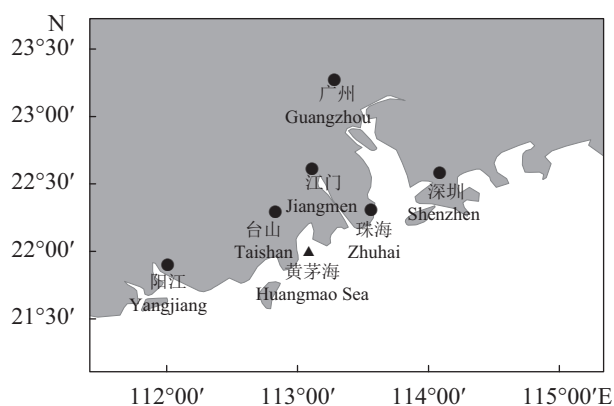 N
23°30′
23°00′
22°30′
22°00′
21°30′
广州
Guangzhou
江门
Jiangmen
深圳
Shenzhen
台山
Taishan
珠海
Zhuhai
黄茅海
Huangmao Sea
阳江
Yangjiang
112°00′ 113°00′ 114°00′ 115°00′E